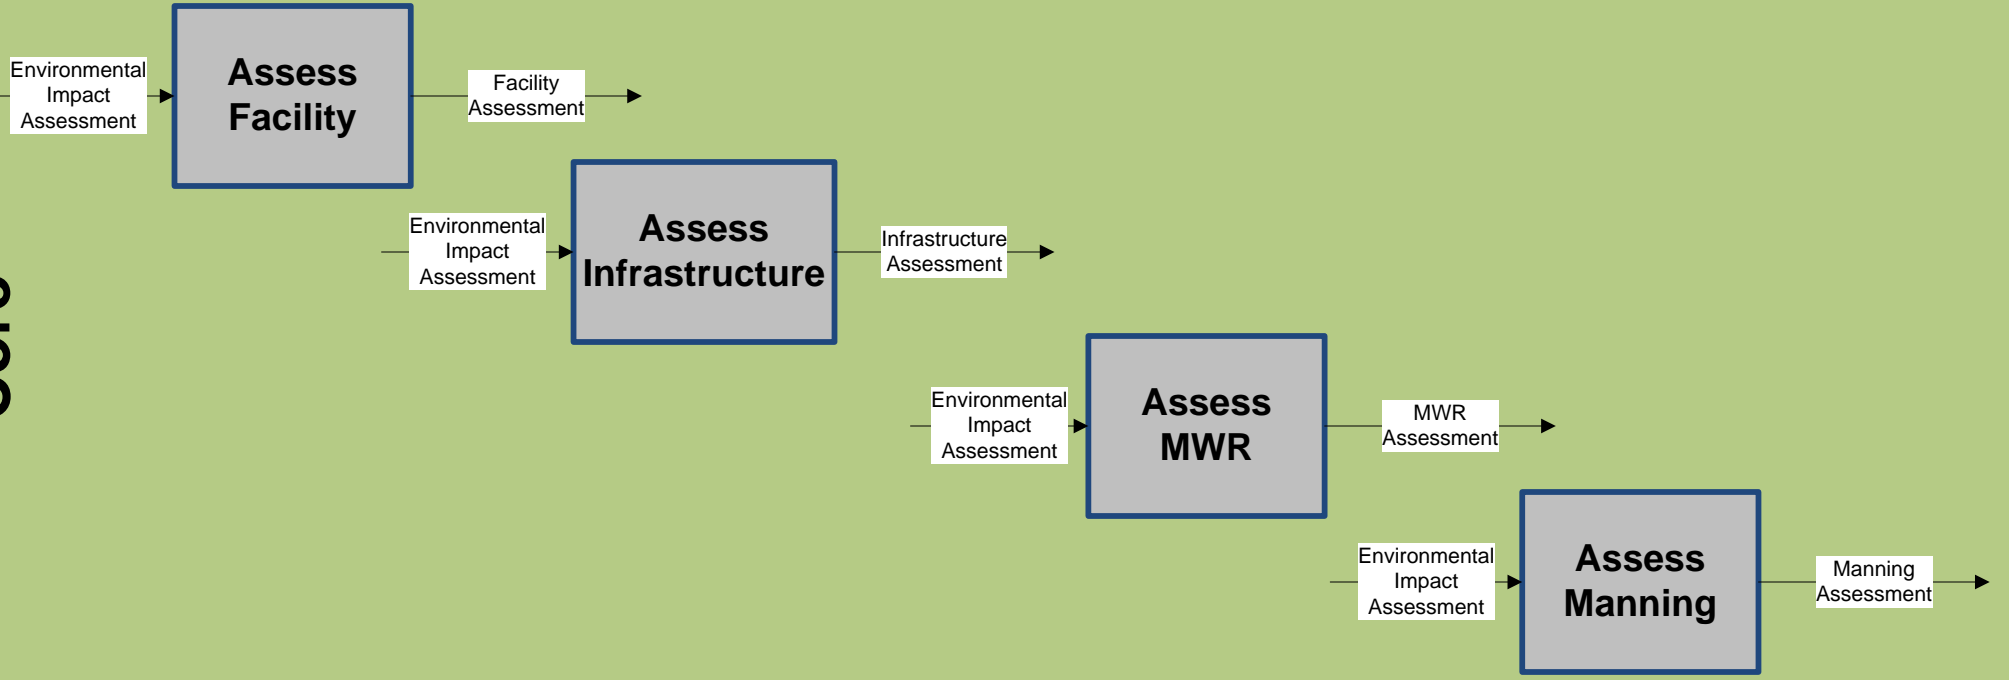 Environmental
Impact
Assessment
Assess
Facility
Facility
Assessment
Environmental
Impact
Assessment
Assess
Infrastructure
Infrastructure
Assessment
Environmental
Impact
Assessment
Assess
MWR
MWR
Assessment
Environmental
Impact
Assessment
Assess
Manning
Manning
Assessment